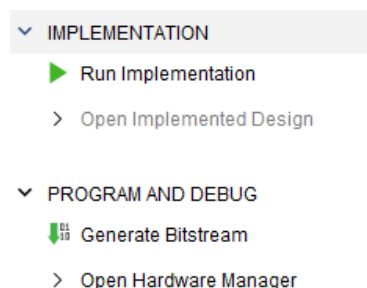 IMPLEMENTATION
Run Implementation
Open Implemented Design
PROGRAM AND DEBUG
Generate Bitstream
Open Hardware Manager